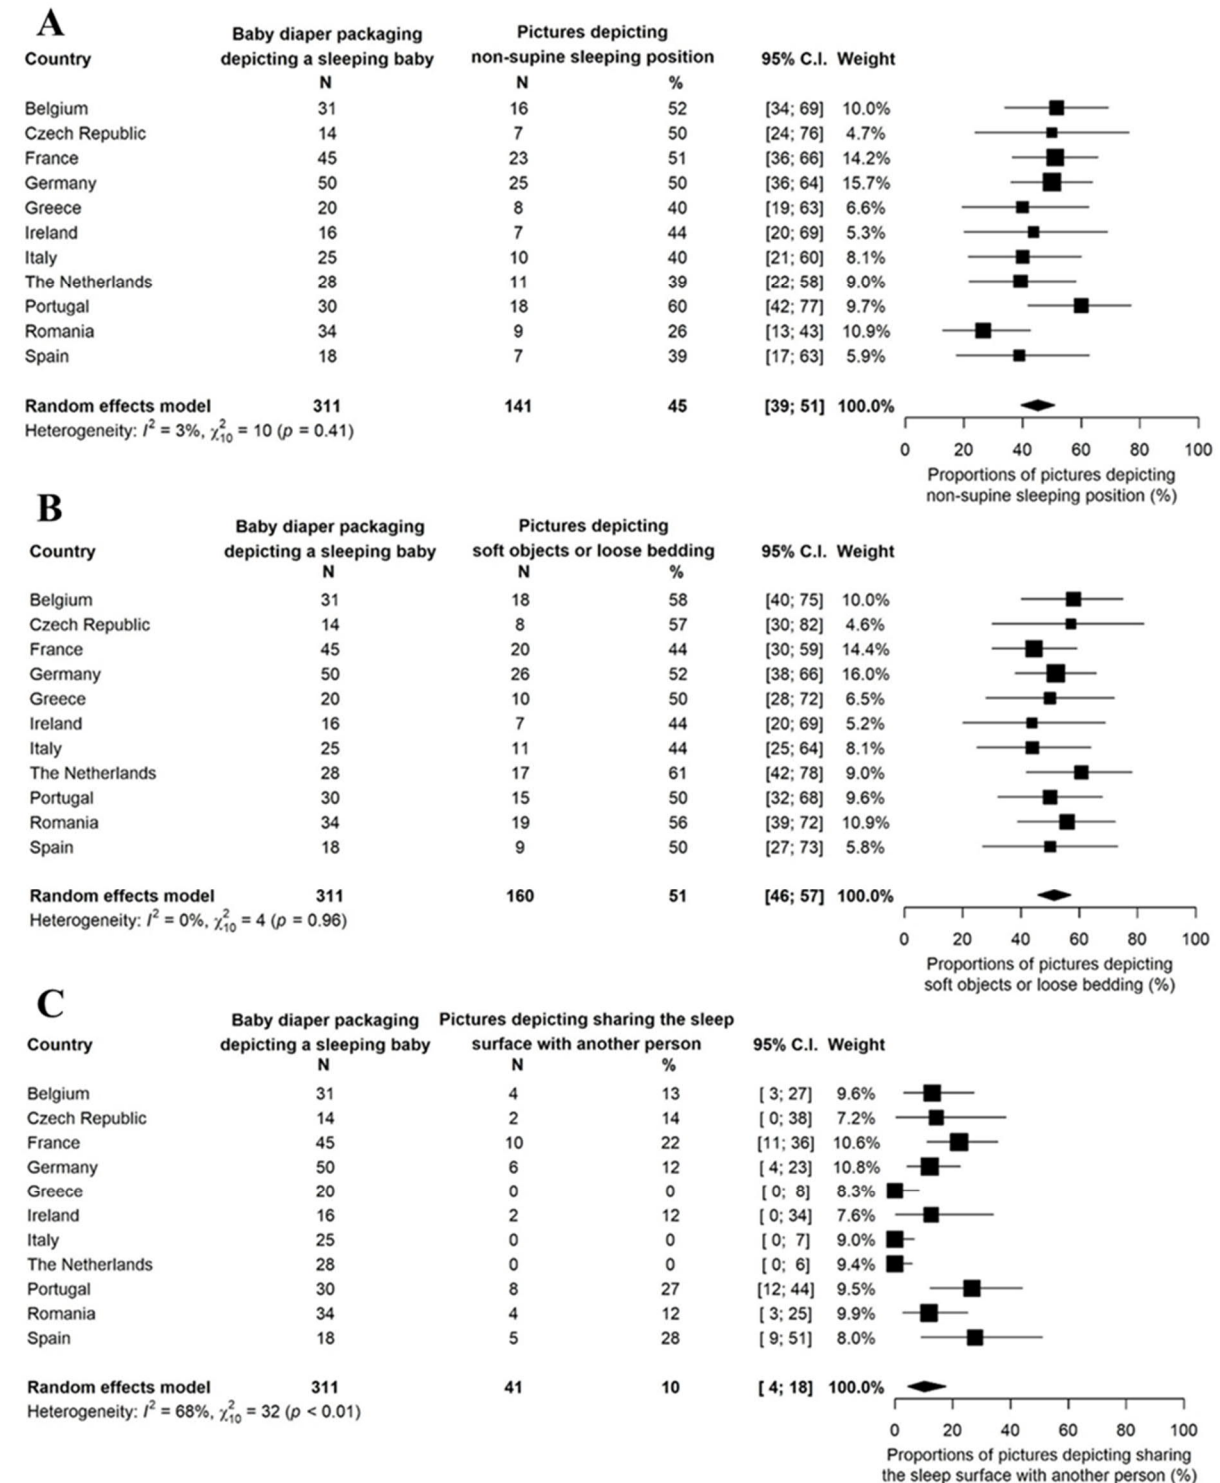 A
Baby diaper packaging Pictures depicting
Country depicting a sleeping baby non-supine sleeping position 95% C.I. Weight
N N %
Belgium 31 16 52 [34; 69] 10.0%
Czech Republic 14 7 50 [24; 76] 4.7%
France 45 23 51 [36; 66] 14.2%
Germany 50 25 50 [36; 64] 15.7%
Greece 20 8 40 [19; 63] 6.6%
Ireland 16 7 44 [20; 69] 5.3%
Italy 25 10 40 [21; 60] 8.1%
The Netherlands 28 11 39 [22; 58] 9.0%
Portugal 30 18 60 [42; 77] 9.7%
Romania 34 9 26 [13; 43] 10.9%
Spain 18 7 39 [17; 63] 5.9%
Random effects model 311 141 45 [39; 51] 100.0%
Heterogeneity: I² = 3%, χ²₁₀ = 10 (p = 0.41)
0 20 40 60 80 100
Proportions of pictures depicting
non-supine sleeping position (%)
B
Baby diaper packaging Pictures depicting
Country depicting a sleeping baby soft objects or loose bedding 95% C.I. Weight
N N %
Belgium 31 18 58 [40; 75] 10.0%
Czech Republic 14 8 57 [30; 82] 4.6%
France 45 20 44 [30; 59] 14.4%
Germany 50 26 52 [38; 66] 16.0%
Greece 20 10 50 [28; 72] 6.5%
Ireland 16 7 44 [20; 69] 5.2%
Italy 25 11 44 [25; 64] 8.1%
The Netherlands 28 17 61 [42; 78] 9.0%
Portugal 30 15 50 [32; 68] 9.6%
Romania 34 19 56 [39; 72] 10.9%
Spain 18 9 50 [27; 73] 5.8%
Random effects model 311 160 51 [46; 57] 100.0%
Heterogeneity: I² = 0%, χ²₁₀ = 4 (p = 0.96)
0 20 40 60 80 100
Proportions of pictures depicting
soft objects or loose bedding (%)
C
Baby diaper packaging Pictures depicting sharing the sleep
Country depicting a sleeping baby surface with another person 95% C.I. Weight
N N %
Belgium 31 4 13 [ 3; 27] 9.6%
Czech Republic 14 2 14 [ 0; 38] 7.2%
France 45 10 22 [11; 36] 10.6%
Germany 50 6 12 [ 4; 23] 10.8%
Greece 20 0 0 [ 0; 8] 8.3%
Ireland 16 2 12 [ 0; 34] 7.6%
Italy 25 0 0 [ 0; 7] 9.0%
The Netherlands 28 0 0 [ 0; 6] 9.4%
Portugal 30 8 27 [12; 44] 9.5%
Romania 34 4 12 [ 3; 25] 9.9%
Spain 18 5 28 [ 9; 51] 8.0%
Random effects model 311 41 10 [ 4; 18] 100.0%
Heterogeneity: I² = 68%, χ²₁₀ = 32 (p < 0.01)
0 20 40 60 80 100
Proportions of pictures depicting sharing
the sleep surface with another person (%)